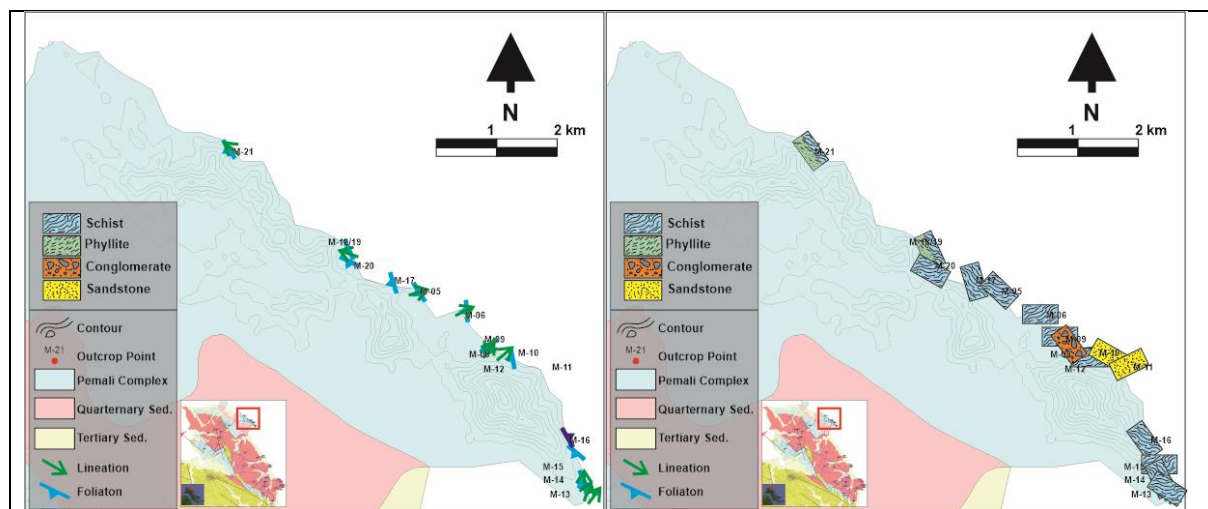 N
1 2 km
M-21
M-18/19
M-20
M-17
M-05
M-06
M-09
M-10
M-12
M-11
M-16
M-15
M-14
M-13
Schist
Phyllite
Conglomerate
Sandstone
Contour
M-21
Outcrop Point
Pemali Complex
Quarternary Sed.
Tertiary Sed.
Lineation
Foliaton
N
1 2 km
M-21
M-18/19
M-20
M-17
M-05
M-06
M-09
M-10
M-12
M-11
M-16
M-14
M-13
Schist
Phyllite
Conglomerate
Sandstone
Contour
M-21
Outcrop Point
Pemali Complex
Quarternary Sed.
Tertiary Sed.
Lineation
Foliaton